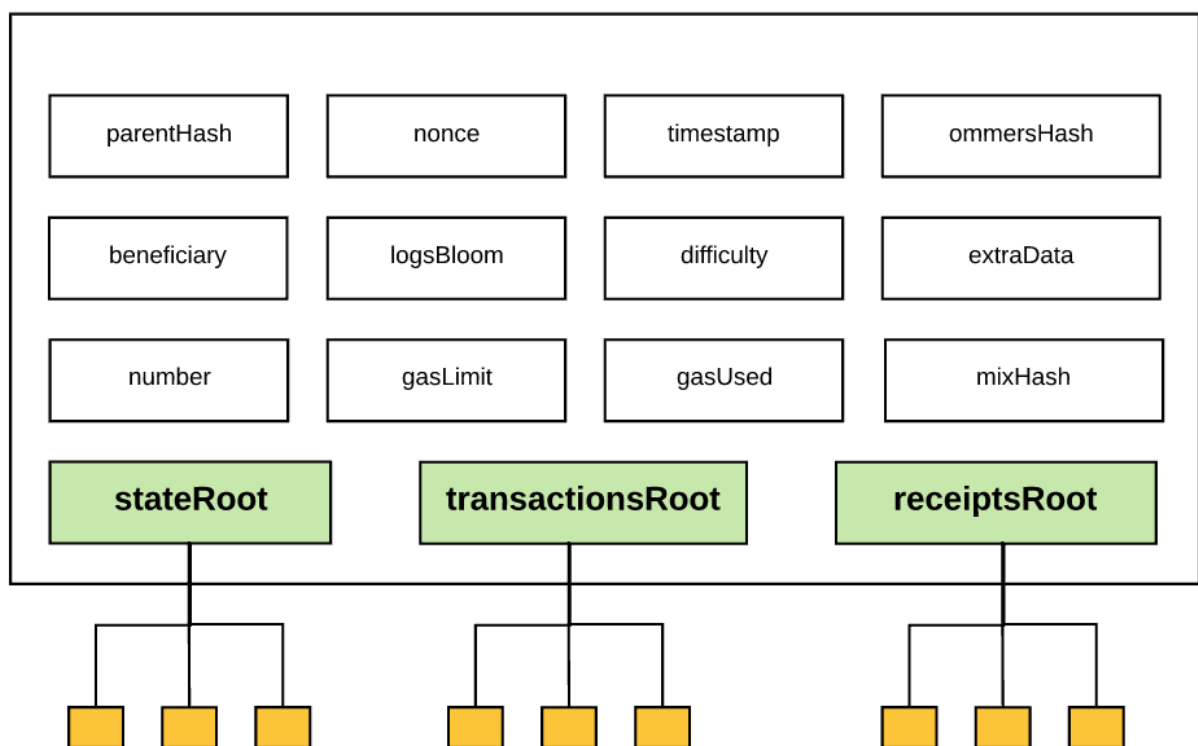 parentHash
nonce
timestamp
ommersHash
beneficiary
logsBloom
difficulty
extraData
number
gasLimit
gasUsed
mixHash
stateRoot
transactionsRoot
receiptsRoot